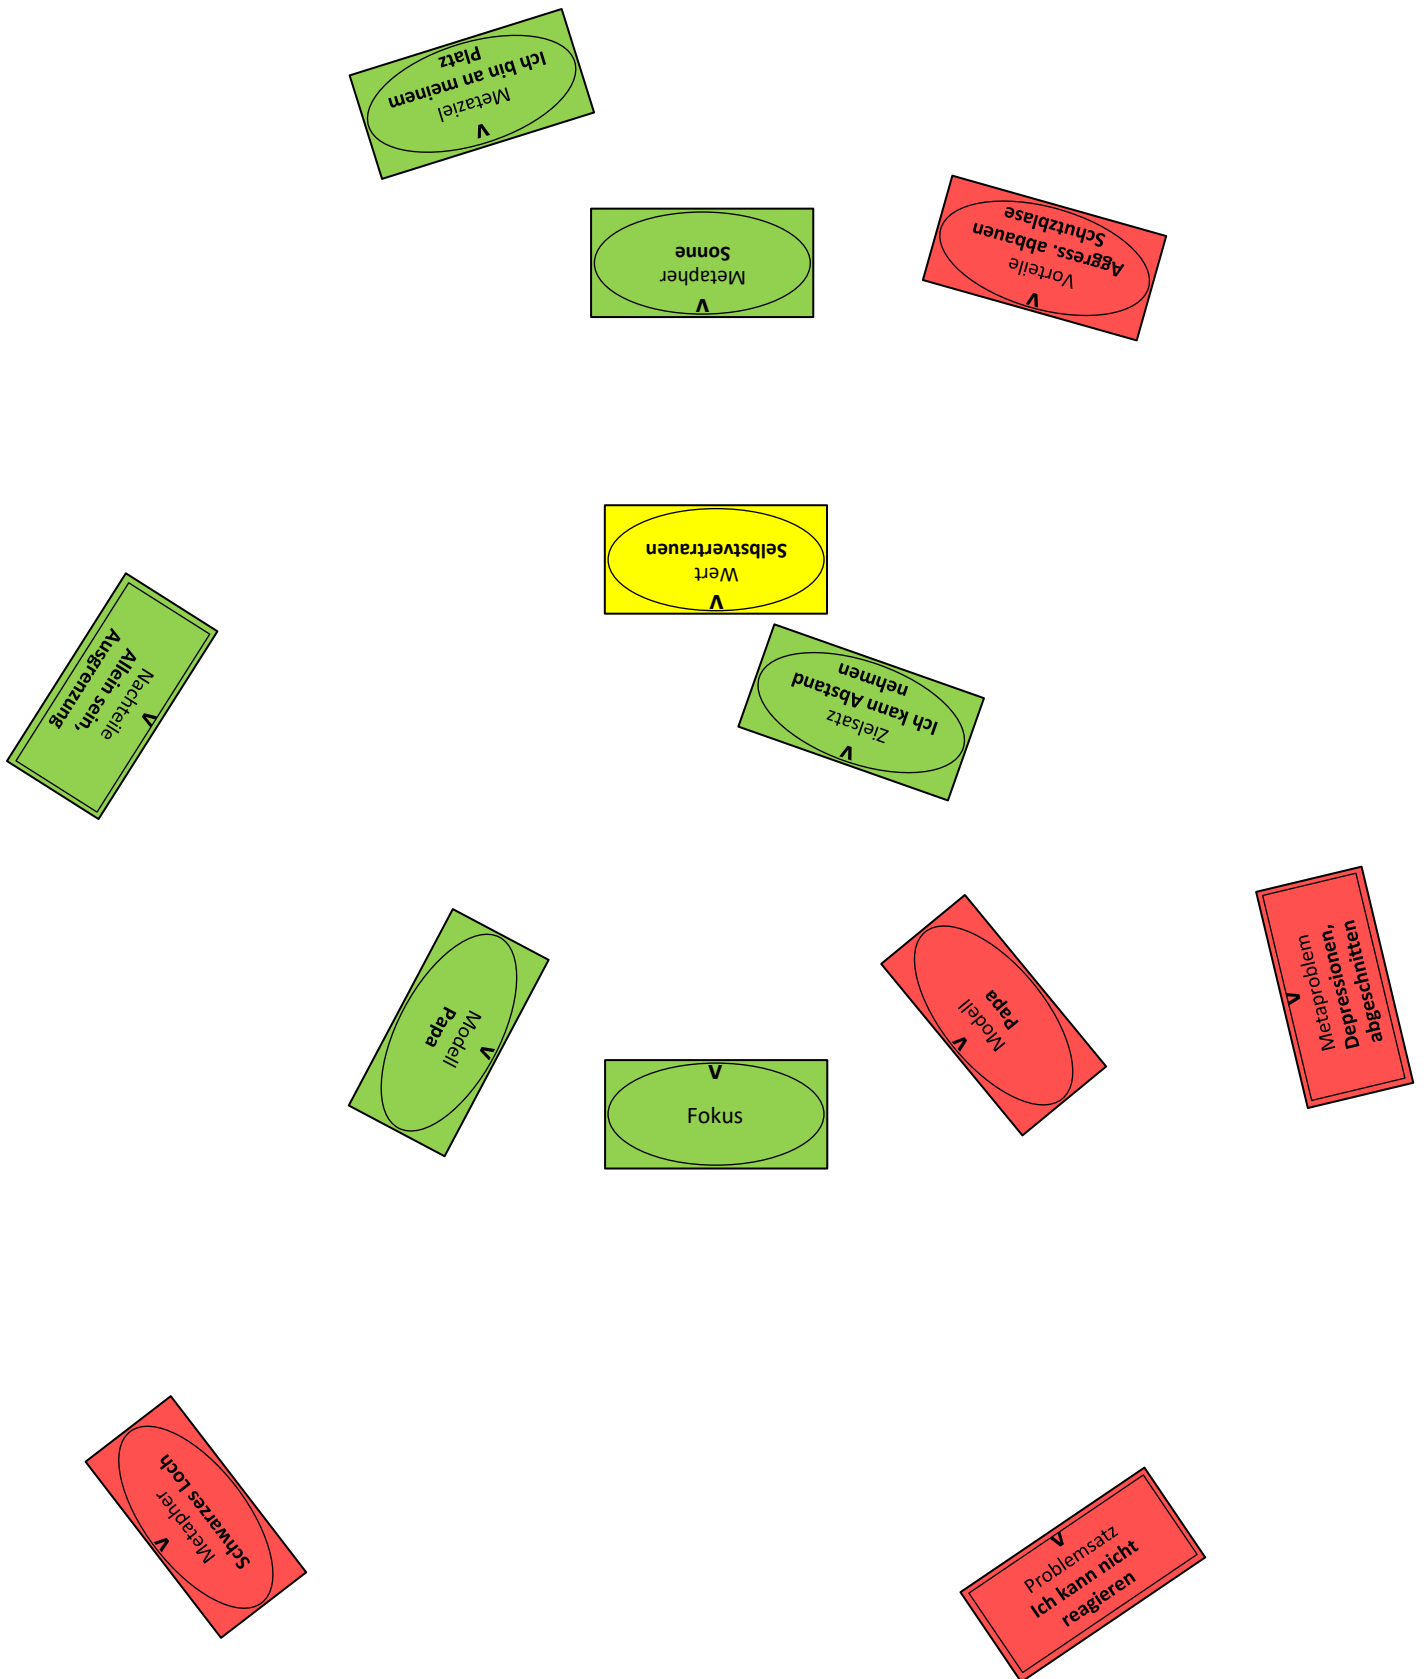 Metaziel
Ich bin an meinem
Platz
V
Metapher
Sonne
V
Vorteile
Aggress. abbauen
Schutzblase
V
Wert
Selbstvertrauen
V
Nachteile
Allein sein,
Ausgrenzung
V
Zielsatz
Ich kann Abstand
nehmen
V
Modell
Papa
V
Modell
Papa
V
Metaproblem
Depressionen,
abgeschnitten
V
V
Fokus
Metapher
Schwarzes Loch
V
V
Problemsatz
Ich kann nicht
reagieren